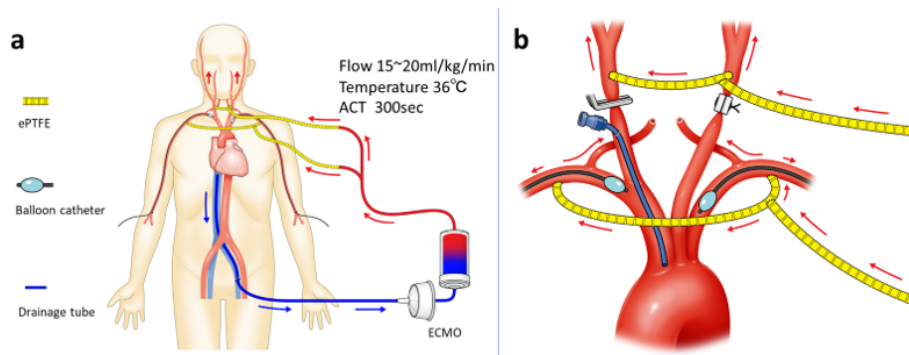 a
b
Flow 15~20ml/kg/min
Temperature 36℃
ACT 300sec
ePTFE
Balloon catheter
Drainage tube
ECMO